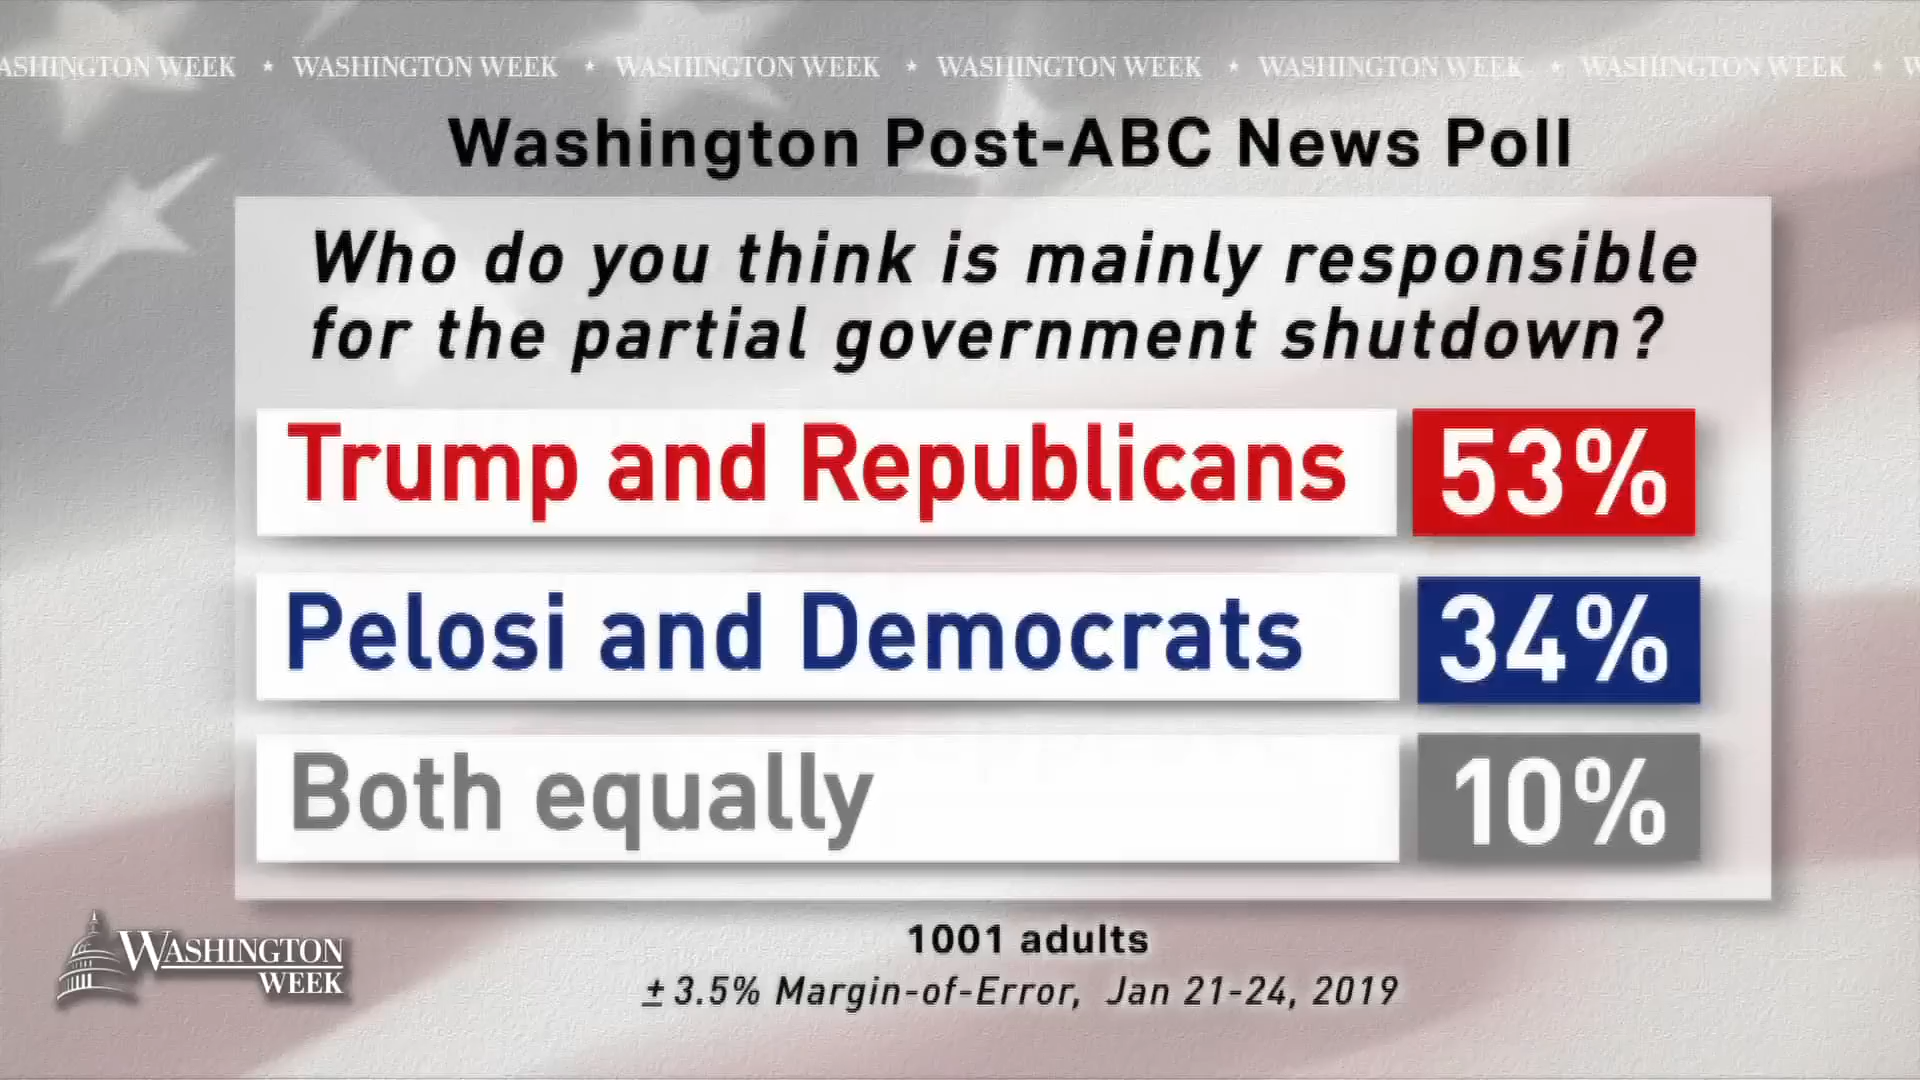 ASHINGTON WEEK ★ WASHINGTON WEEK ★ WASHINGTON WEEK ★ WASHINGTON WEEK ★ WASHINGTON WEEK ★ WASHINGTON WEEK ★ W
Washington Post-ABC News Poll
Who do you think is mainly responsible
for the partial government shutdown?
Trump and Republicans 53%
Pelosi and Democrats 34%
Both equally 10%
1001 adults
± 3.5% Margin-of-Error, Jan 21-24, 2019
WASHINGTON
WEEK